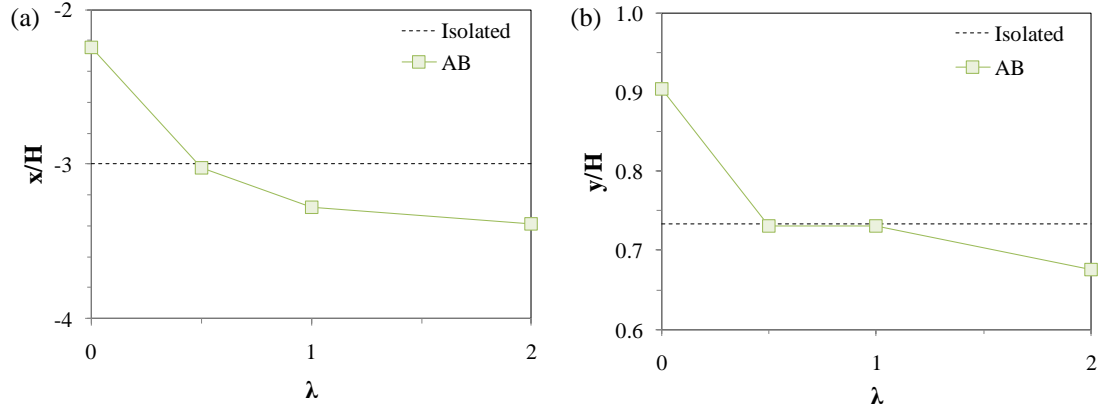 (a)
-2
-3
-4
x/H
0
1
2
λ
Isolated
AB
(b)
1.0
0.9
0.8
0.7
0.6
y/H
0
1
2
λ
Isolated
AB